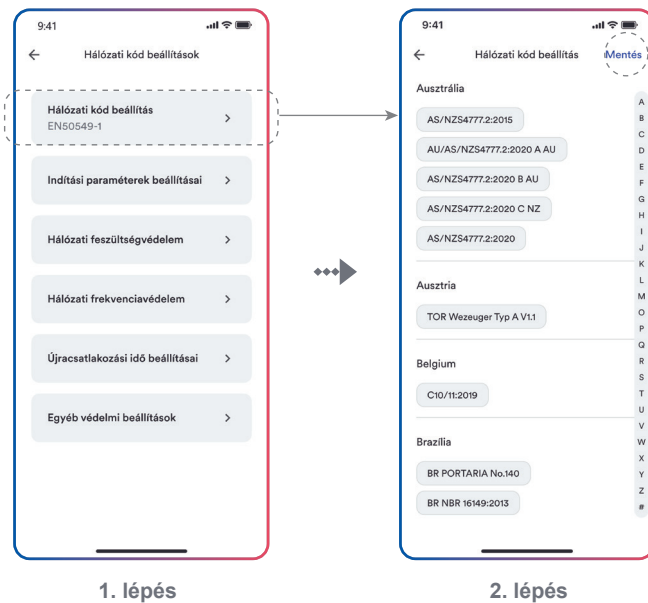 9:41
Hálózati kód beállítások
Hálózati kód beállítás
EN50549-1
Indítási paraméterek beállításai
Hálózati feszültségvédelem
Hálózati frekvenciavédelem
Újracsatlakozási idő beállításai
Egyéb védelmi beállítások
1. lépés
9:41
Hálózati kód beállítás
Mentés
Ausztrália
AS/NZS4777.2:2015
AU/AS/NZS4777.2:2020 A AU
AS/NZS4777.2:2020 B AU
AS/NZS4777.2:2020 C NZ
AS/NZS4777.2:2020
Ausztria
TOR Wezeuger Typ A V1.1
Belgium
C10/11:2019
Brazília
BR PORTARIA No.140
BR NBR 16149:2013
A
B
C
D
E
F
G
H
I
J
K
L
M
O
P
Q
R
S
T
U
V
W
X
Y
Z
#
2. lépés